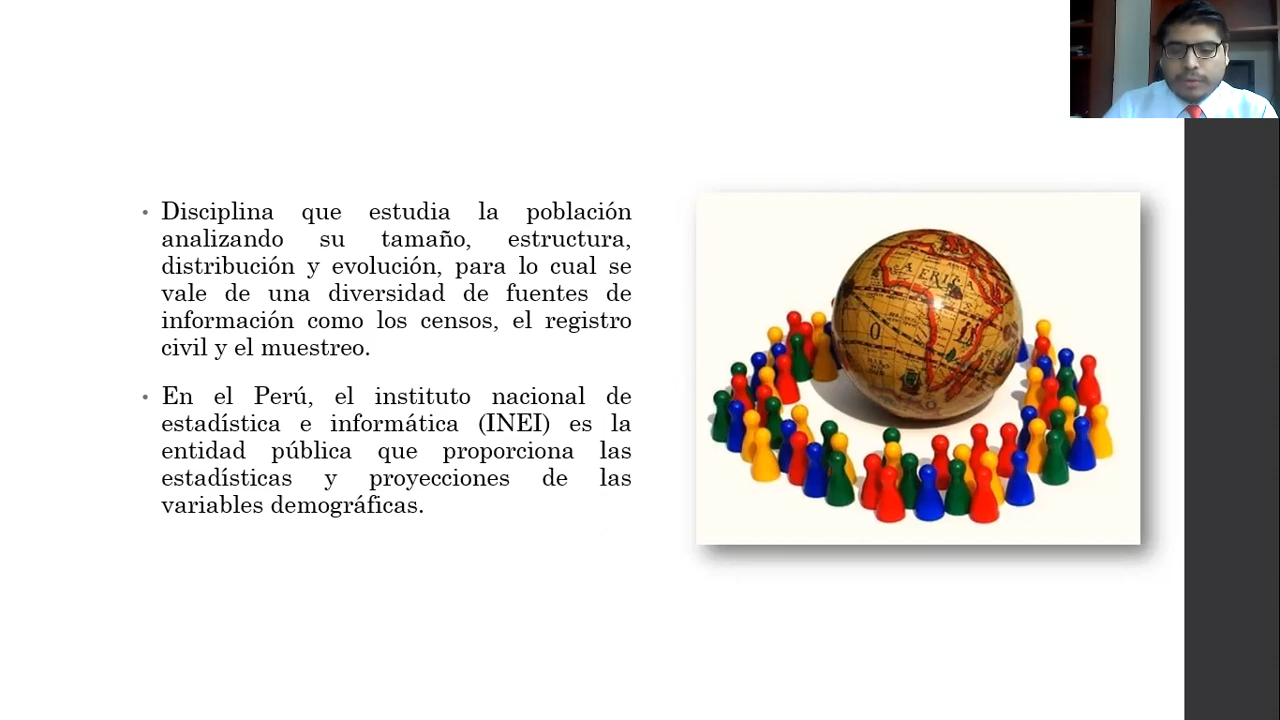 • Disciplina que estudia la población
analizando su tamaño, estructura,
distribución y evolución, para lo cual se
vale de una diversidad de fuentes de
información como los censos, el registro
civil y el muestreo.
• En el Perú, el instituto nacional de
estadística e informática (INEI) es la
entidad pública que proporciona las
estadísticas y proyecciones de las
variables demográficas.